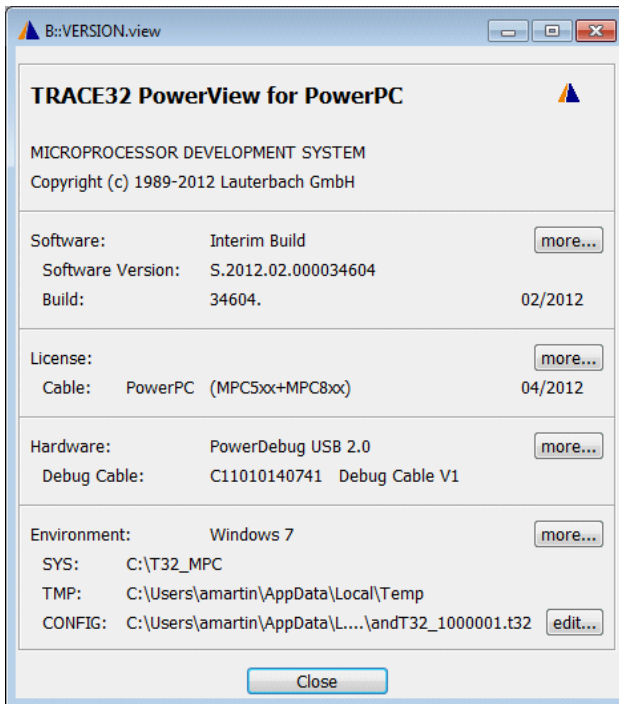 B::VERSION.view
TRACE32 PowerView for PowerPC
MICROPROCESSOR DEVELOPMENT SYSTEM
Copyright (c) 1989-2012 Lauterbach GmbH
Software: Interim Build more...
Software Version: S.2012.02.000034604
Build: 34604. 02/2012
License: more...
Cable: PowerPC (MPC5xx+MPC8xx) 04/2012
Hardware: PowerDebug USB 2.0 more...
Debug Cable: C11010140741 Debug Cable V1
Environment: Windows 7 more...
SYS: C:\T32_MPC
TMP: C:\Users\amartin\AppData\Local\Temp
CONFIG: C:\Users\amartin\AppData\L....\andT32_1000001.t32 edit...
Close